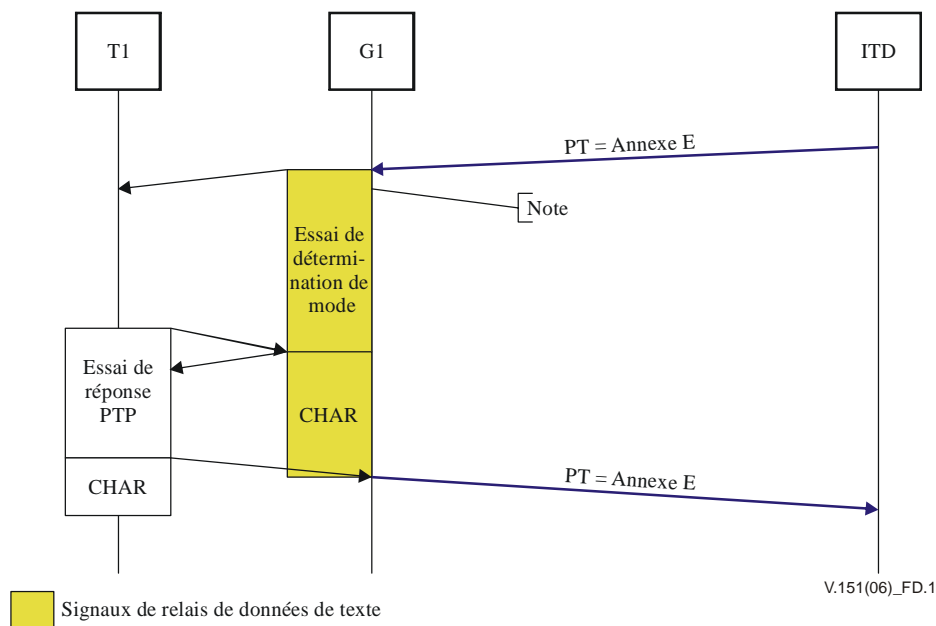 T1
G1
ITD
PT = Annexe E
Note
Essai de
détermi-
nation de
mode
Essai de
réponse
PTP
CHAR
CHAR
PT = Annexe E
V.151(06)_FD.1
Signaux de relais de données de texte